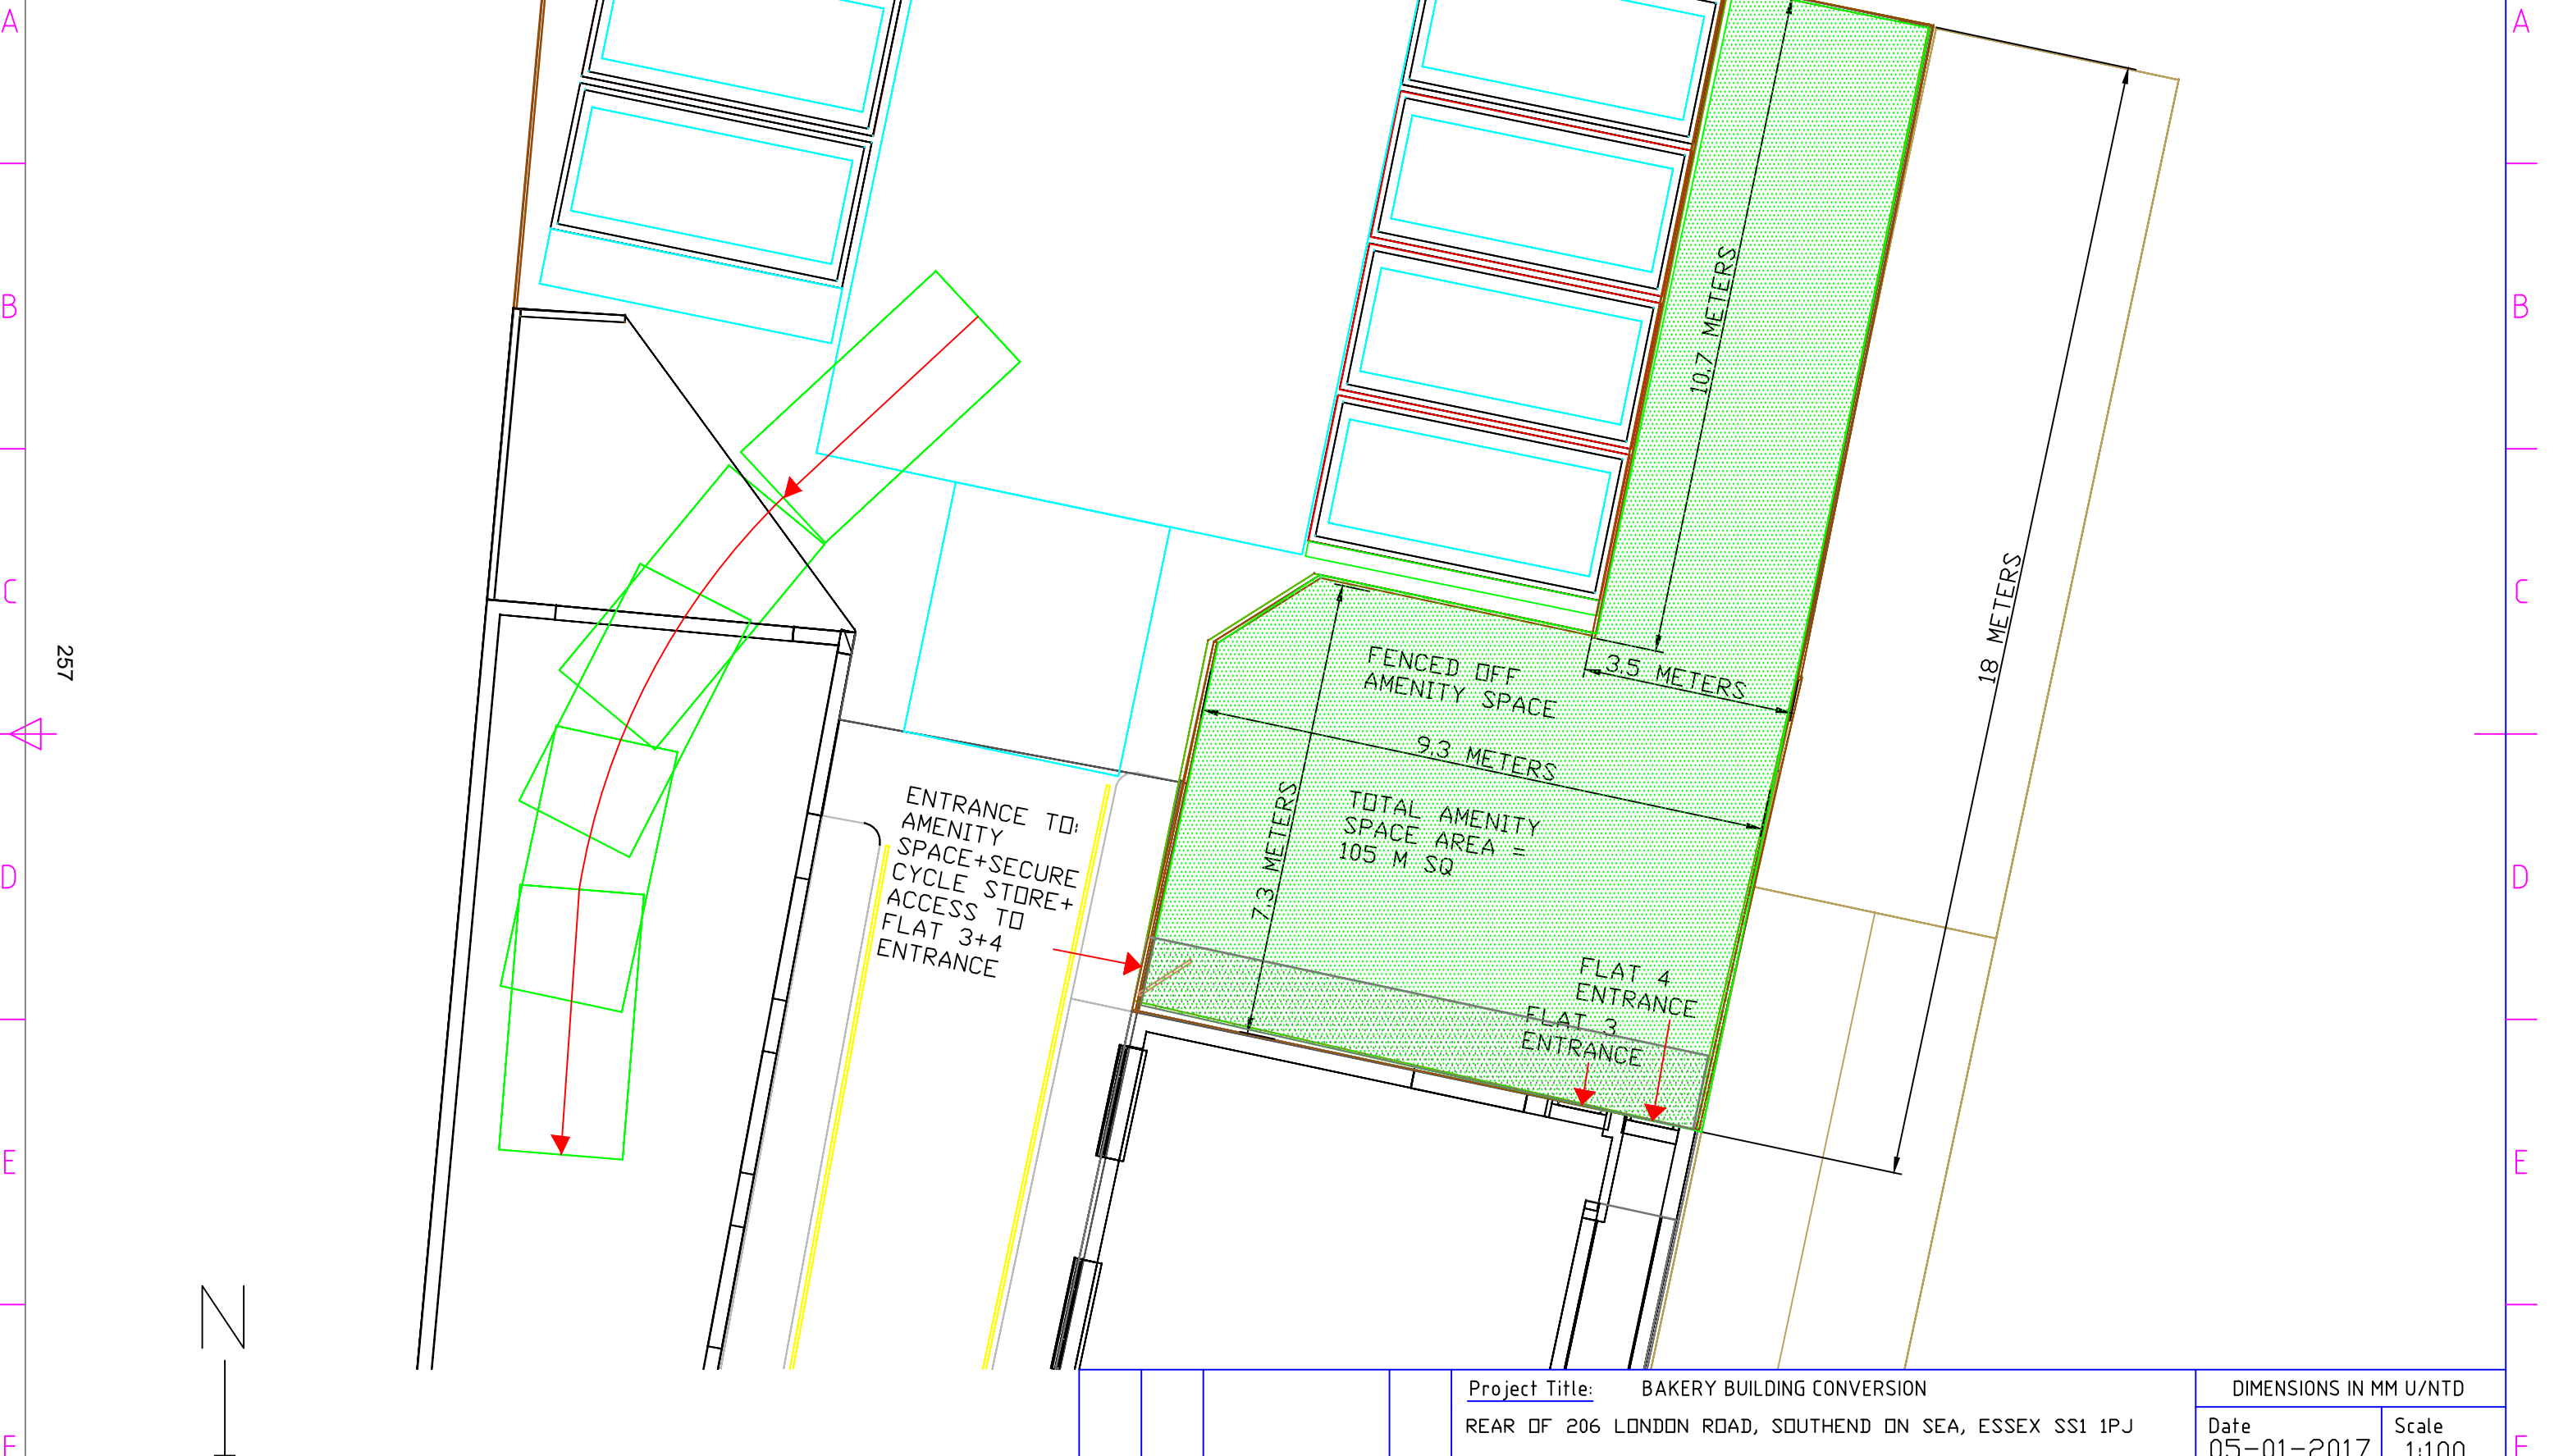 A
A
B
B
10,7 METERS
C
C
18 METERS
257
FENCED OFF
AMENITY SPACE
3,5 METERS
9,3 METERS
7,3 METERS
TOTAL AMENITY
SPACE AREA =
105 M SQ
ENTRANCE TO:
AMENITY
SPACE+SECURE
CYCLE STORE+
ACCESS TO
FLAT 3+4
ENTRANCE
D
D
FLAT 4
ENTRANCE
FLAT 3
ENTRANCE
E
E
N
Project Title: BAKERY BUILDING CONVERSION
REAR OF 206 LONDON ROAD, SOUTHEND ON SEA, ESSEX SS1 1PJ
DIMENSIONS IN MM U/NTD
Date
05-01-2017
Scale
1:100